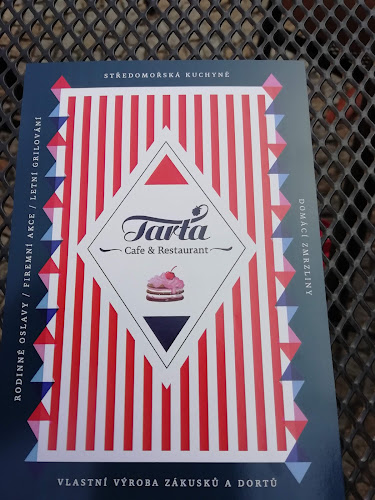 STŘEDOMOŘSKÁ KUCHYNĚ
RODINNÉ OSLAVY / FIREMNÍ AKCE / LETNÍ GRILOVÁNÍ
Tarta
Cafe & Restaurant
DOMÁCÍ ZMRZLINY
VLASTNÍ VÝROBA ZÁKUSKŮ A DORTŮ